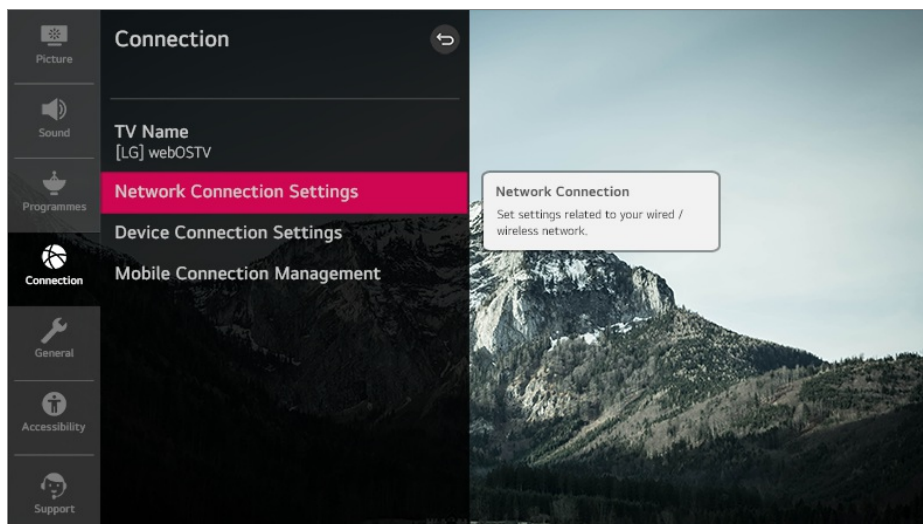 Picture
Sound
Programmes
Connection
General
Accessibility
Support
Connection
TV Name
[LG] webOSTV
Network Connection Settings
Device Connection Settings
Mobile Connection Management
Network Connection
Set settings related to your wired /
wireless network.